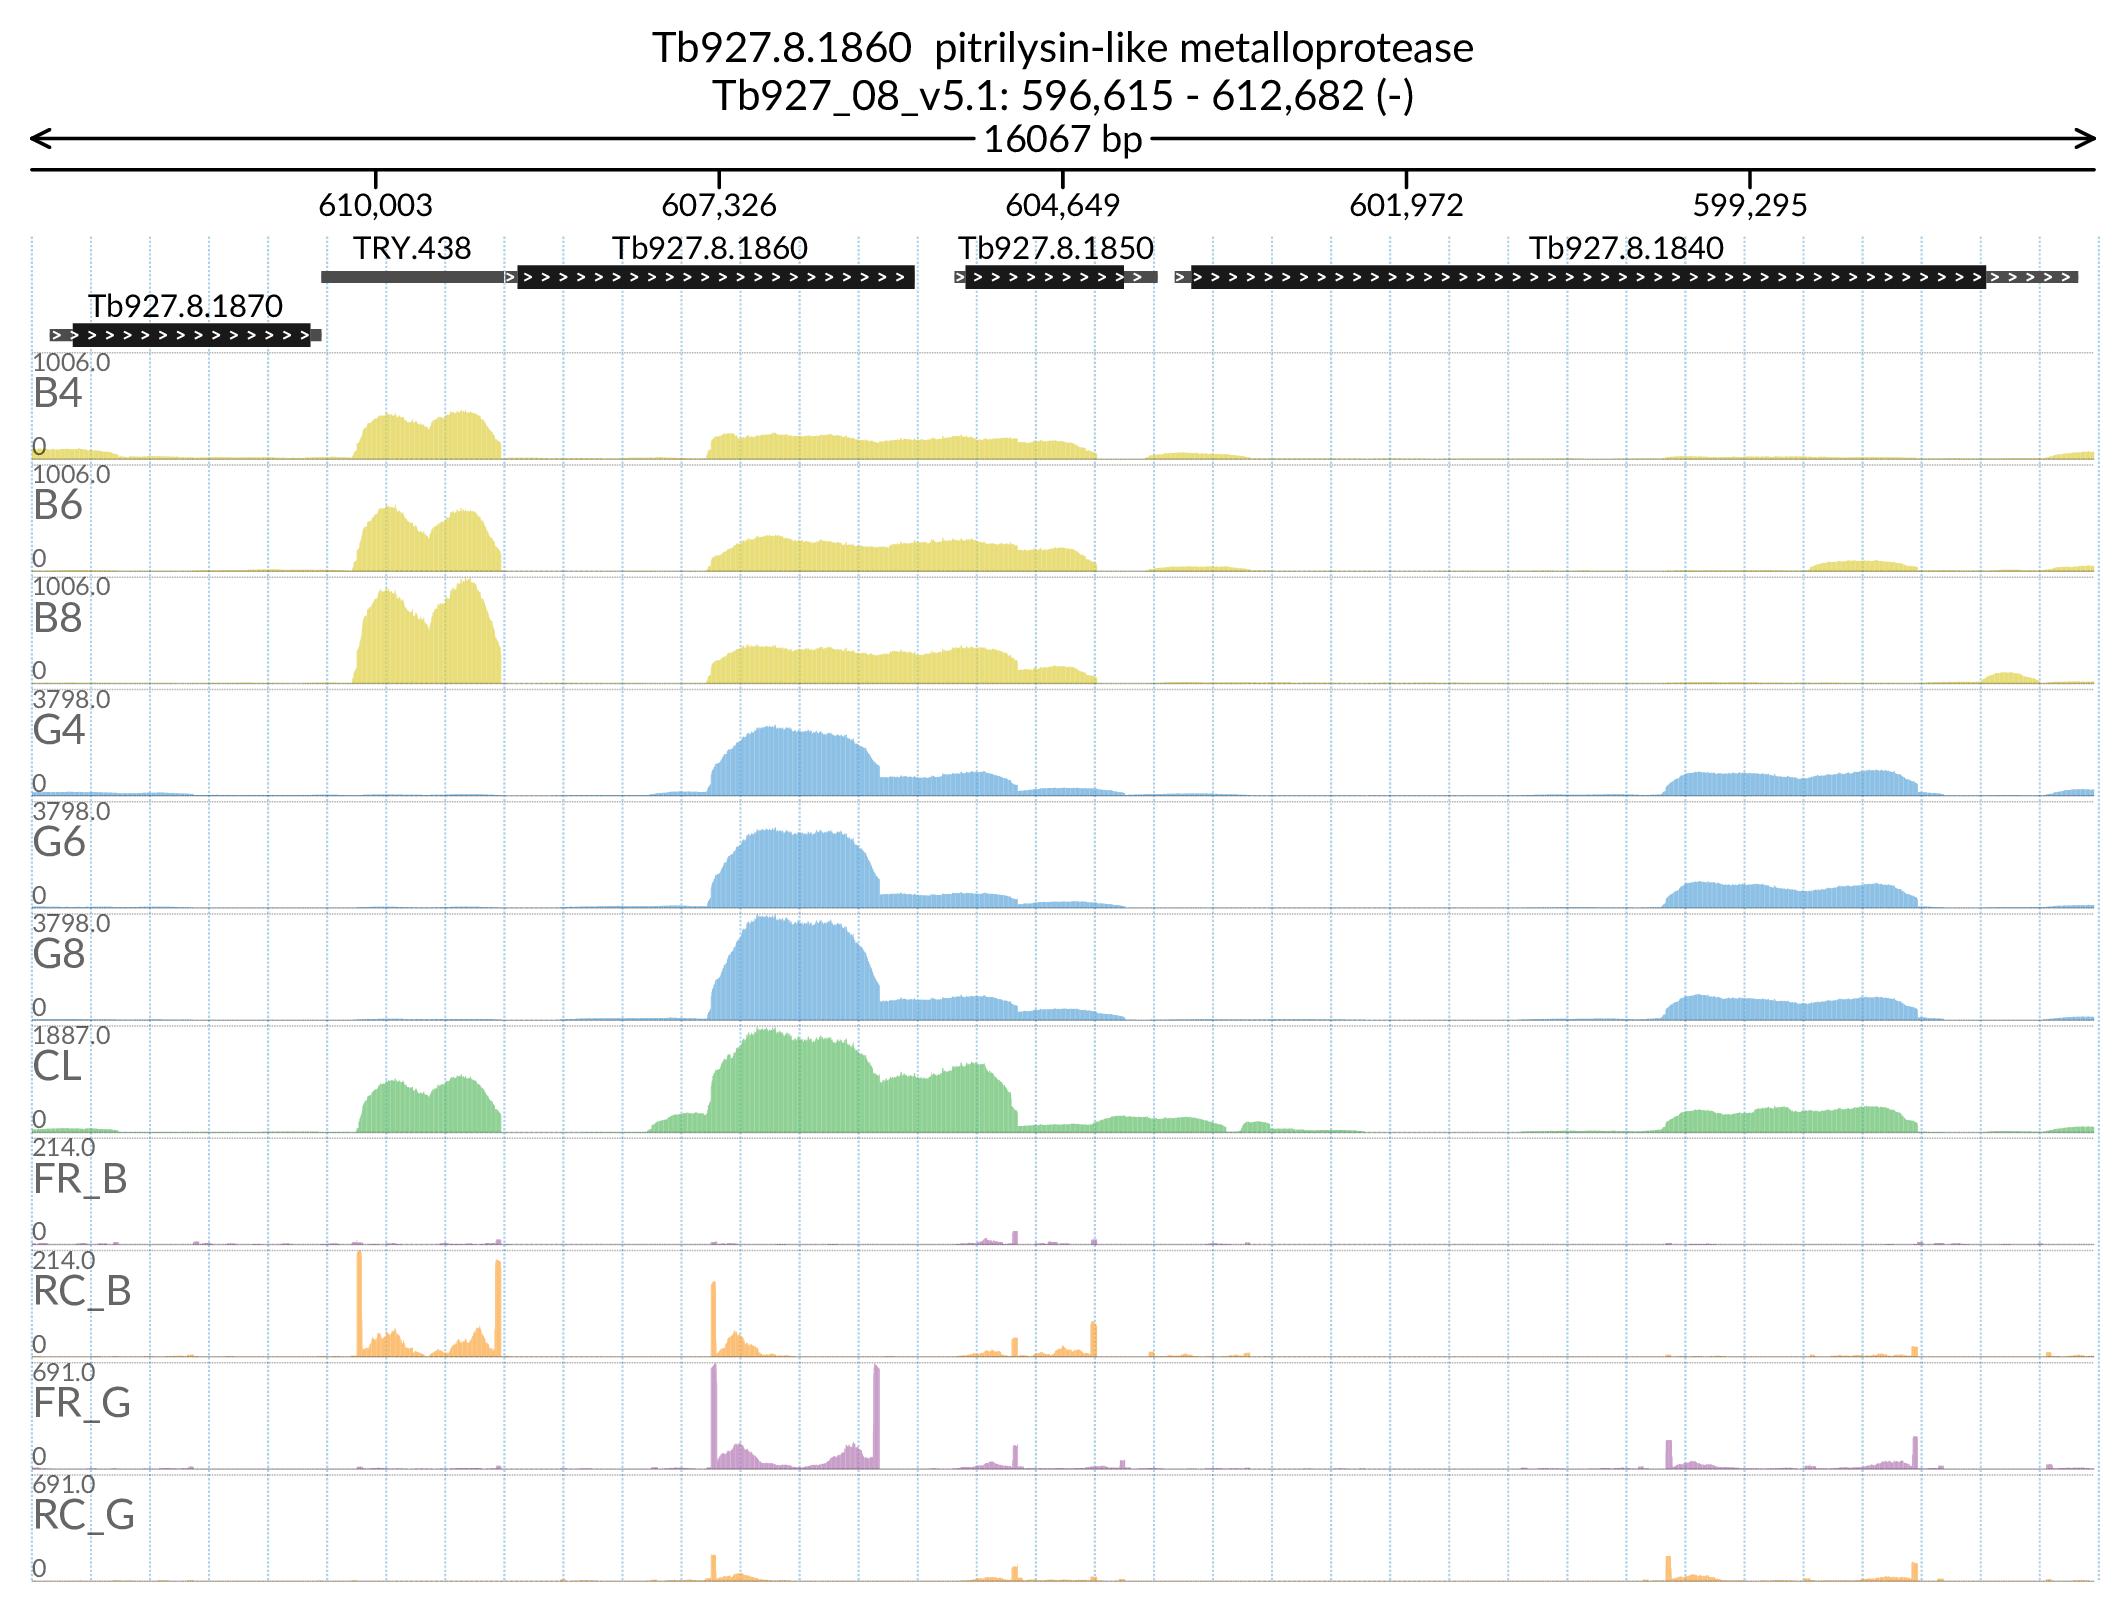 Tb927.8.1860 pitrilysin-like metalloprotease
Tb927_08_v5.1: 596,615 - 612,682 (-)
16067 bp
610,003 607,326 604,649 601,972 599,295
TRY.438 Tb927.8.1860 Tb927.8.1850 Tb927.8.1840
Tb927.8.1870
1006.0
B4
0
1006.0
B6
0
1006.0
B8
0
3798.0
G4
0
3798.0
G6
0
3798.0
G8
0
1887.0
CL
0
214.0
FR_B
0
214.0
RC_B
0
691.0
FR_G
0
691.0
RC_G
0